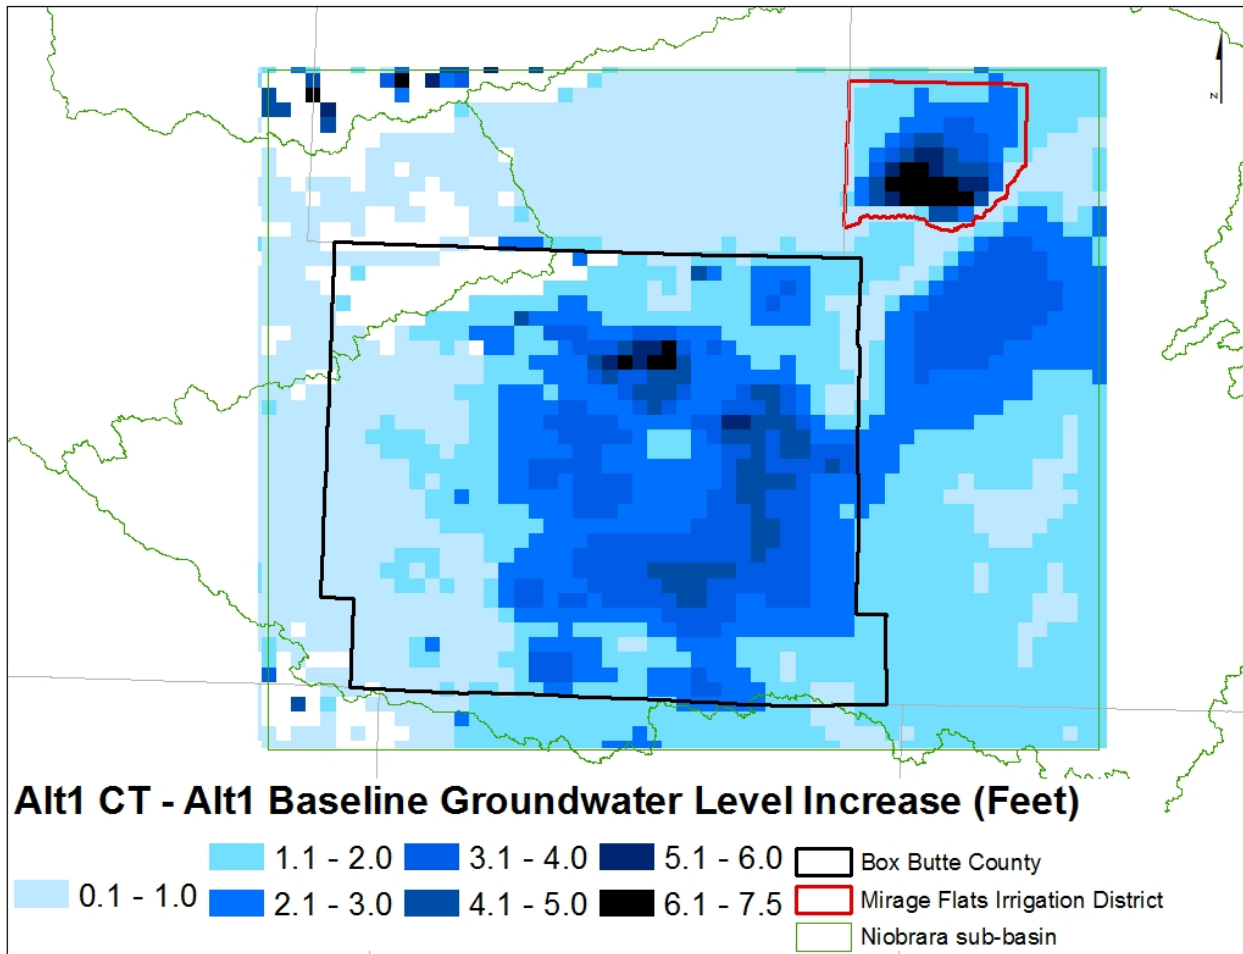 N
Alt1 CT - Alt1 Baseline Groundwater Level Increase (Feet)
0.1 - 1.0
1.1 - 2.0
2.1 - 3.0
3.1 - 4.0
4.1 - 5.0
5.1 - 6.0
6.1 - 7.5
Box Butte County
Mirage Flats Irrigation District
Niobrara sub-basin